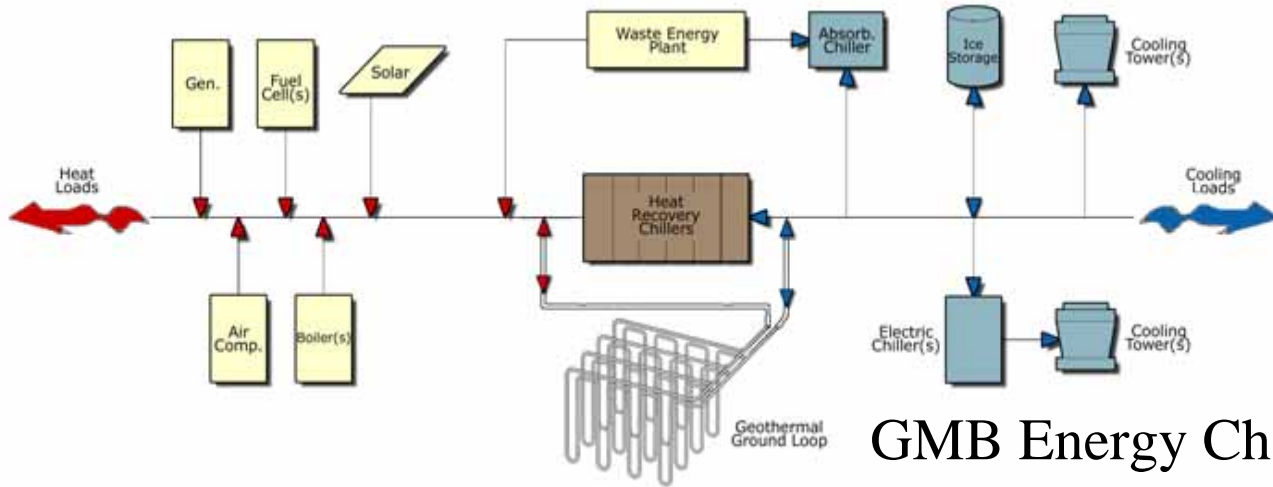 Waste Energy
Plant
Absorb.
Chiller
Ice
Storage
Cooling
Tower(s)
Gen.
Fuel
Cell(s)
Solar
Heat
Loads
Heat
Recovery
Chillers
Cooling
Loads
Air
Comp.
Boiler(s)
Electric
Chiller(s)
Cooling
Tower(s)
Geothermal
Ground Loop
GMB Energy Ch